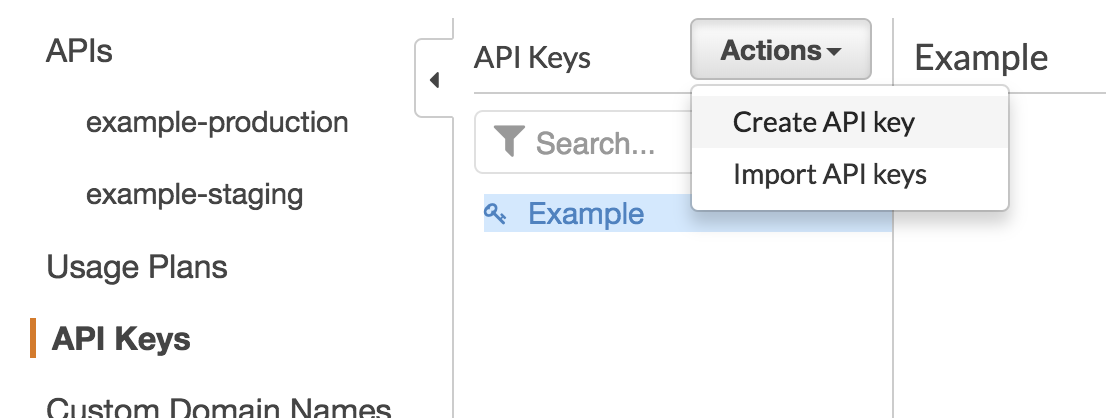 APIs
example-production
example-staging
Usage Plans
API Keys
Custom Domain Names
API Keys
Actions
Search...
Create API key
Import API keys
Example
Example